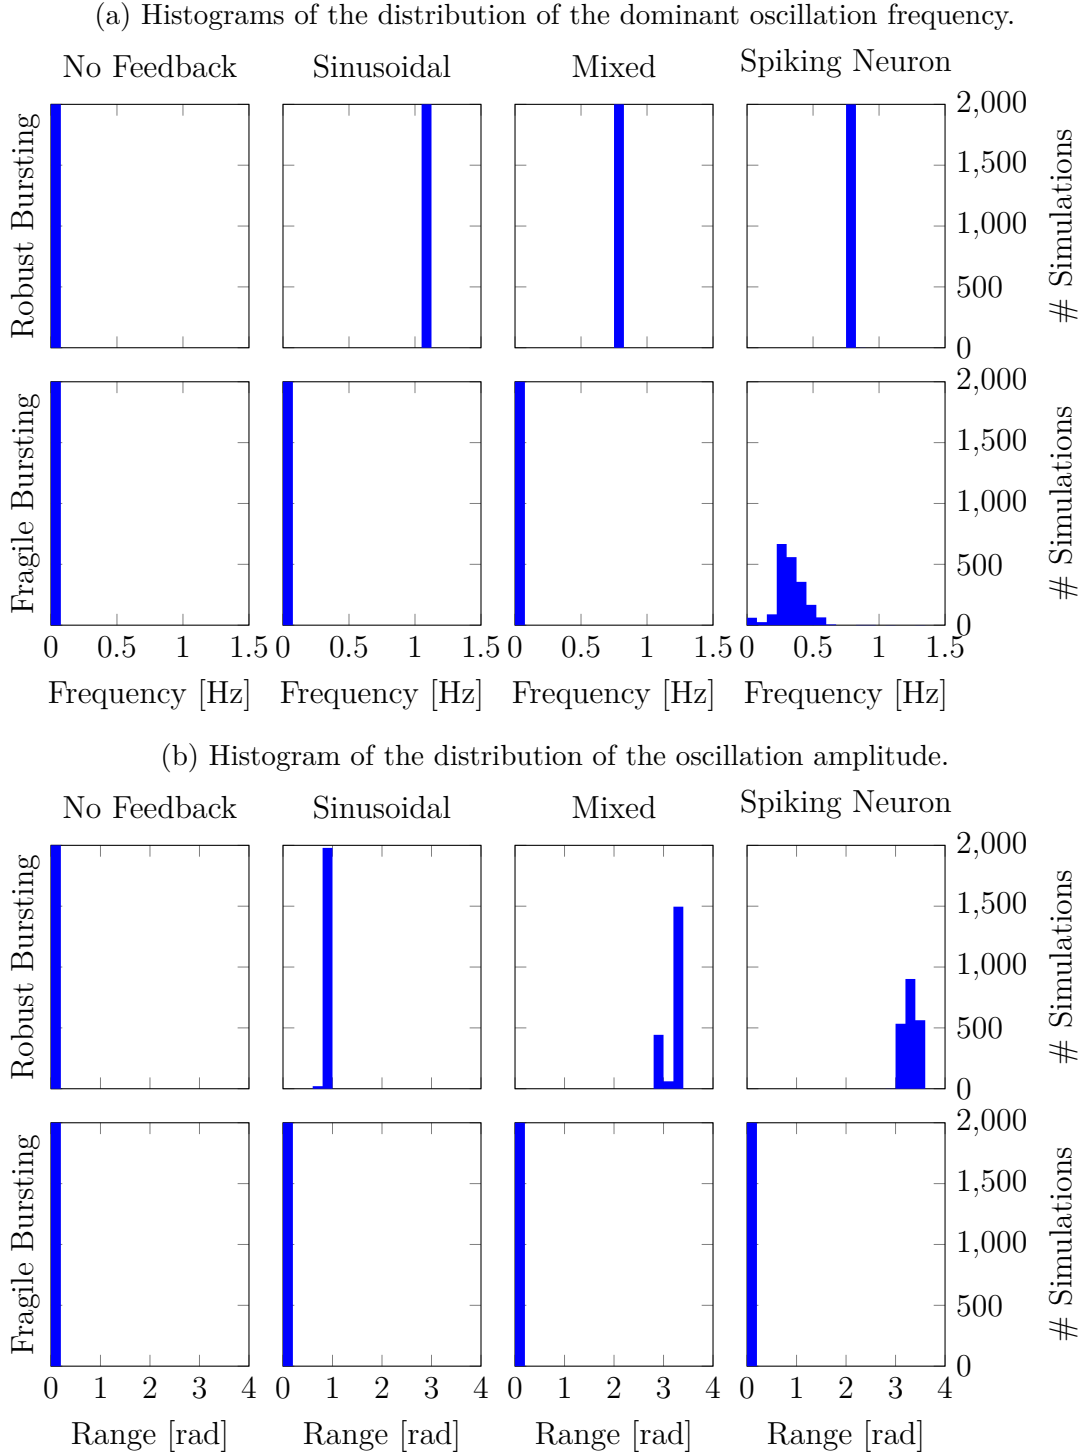 (a) Histograms of the distribution of the dominant oscillation frequency.
No Feedback Sinusoidal Mixed Spiking Neuron
Robust Bursting
2,000
1,500
1,000
500
0
# Simulations
Fragile Bursting
2,000
1,500
1,000
500
0
# Simulations
0 0.5 1 1.5 0 0.5 1 1.5 0 0.5 1 1.5 0 0.5 1 1.5
Frequency [Hz] Frequency [Hz] Frequency [Hz] Frequency [Hz]
(b) Histogram of the distribution of the oscillation amplitude.
No Feedback Sinusoidal Mixed Spiking Neuron
Robust Bursting
2,000
1,500
1,000
500
0
# Simulations
Fragile Bursting
2,000
1,500
1,000
500
0
# Simulations
0 1 2 3 4 0 1 2 3 4 0 1 2 3 4 0 1 2 3 4
Range [rad] Range [rad] Range [rad] Range [rad]